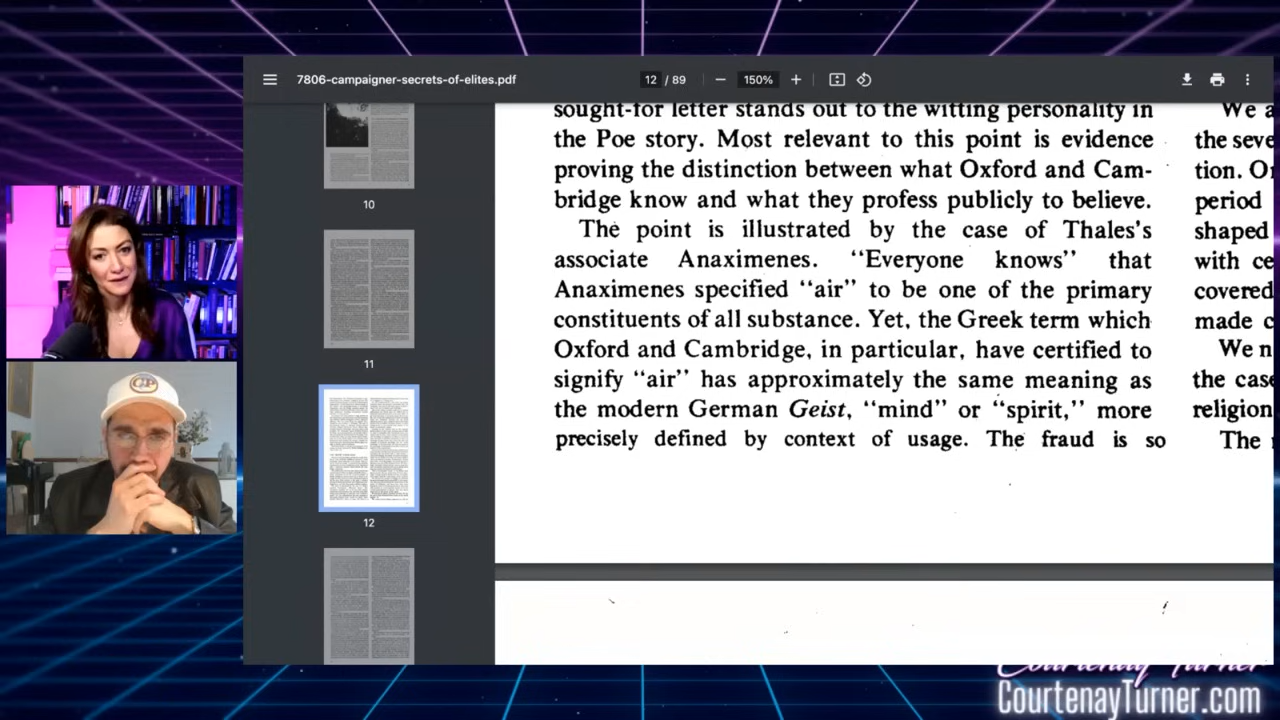 7806-campaigner-secrets-of-elites.pdf
12 / 89
150%
10
11
12
sought-for letter stands out to the witting personality in
the Poe story. Most relevant to this point is evidence
proving the distinction between what Oxford and Cam-
bridge know and what they profess publicly to believe.
The point is illustrated by the case of Thales's
associate Anaximenes. “Everyone knows” that
Anaximenes specified “air” to be one of the primary
constituents of all substance. Yet, the Greek term which
Oxford and Cambridge, in particular, have certified to
signify “air” has approximately the same meaning as
the modern German Geist, “mind” or “spirit,” more
precisely defined by context of usage. The fraud is so
We a
the seve
tion. O
period
shaped
with ce
covered
made c
We n
the case
religion
The
CP
Courtenay Turner
CourtenayTurner.com